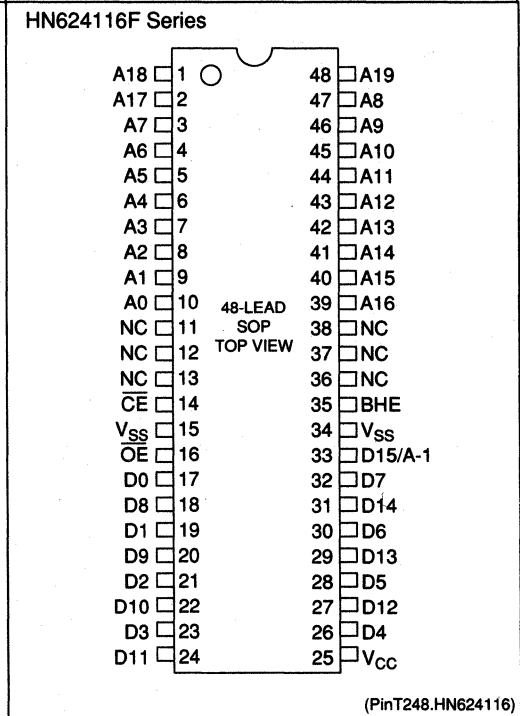 HN624116F Series
A18 1 48 A19
A17 2 47 A8
A7 3 46 A9
A6 4 45 A10
A5 5 44 A11
A4 6 43 A12
A3 7 42 A13
A2 8 41 A14
A1 9 40 A15
A0 10 39 A16
48-LEAD
NC 11 38 NC
SOP
NC 12 37 NC
TOP VIEW
NC 13 36 NC
C̅E̅ 14 35 BHE
VSS 15 34 VSS
O̅E̅ 16 33 D15/A-1
D0 17 32 D7
D8 18 31 D14
D1 19 30 D6
D9 20 29 D13
D2 21 28 D5
D10 22 27 D12
D3 23 26 D4
D11 24 25 VCC
(PinT248.HN624116)